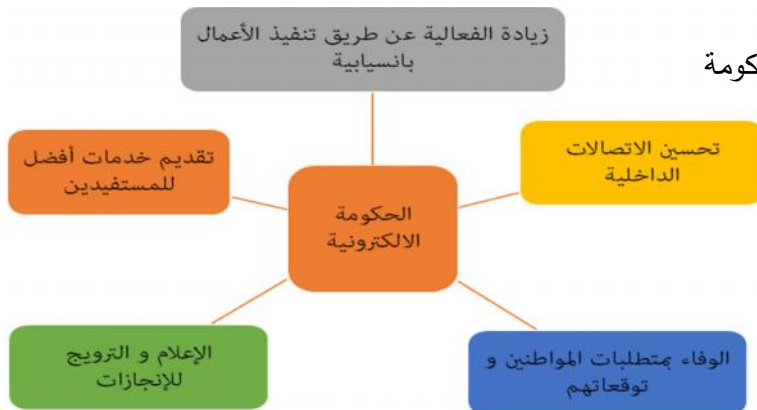 زيادة الفعالية عن طريق تنفيذ الأعمال
بانسيابية
تحسين الاتصالات
الداخلية
تقديم خدمات أفضل
للمستفيدين
الحكومة
الالكترونية
الوفاء بمتطلبات المواطنين و
توقعاتهم
الإعلام و الترويج
للإنجازات